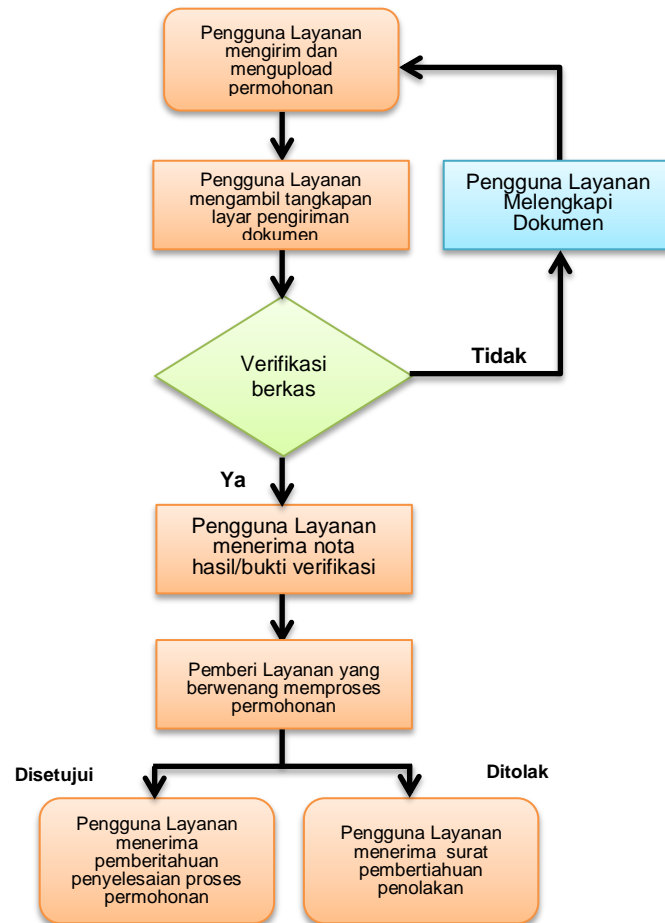 Pengguna Layanan
mengirim dan
mengupload
permohonan
Pengguna Layanan
mengambil tangkapan
layar pengiriman
dokumen
Pengguna Layanan
Melengkapi
Dokumen
Verifikasi
berkas
Tidak
Ya
Pengguna Layanan
menerima nota
hasil/bukti verifikasi
Pemberi Layanan yang
berwenang memproses
permohonan
Disetujui
Ditolak
Pengguna Layanan
menerima
pemberitahuan
penyelesaian proses
permohonan
Pengguna Layanan
menerima surat
pembertiahuan
penolakan